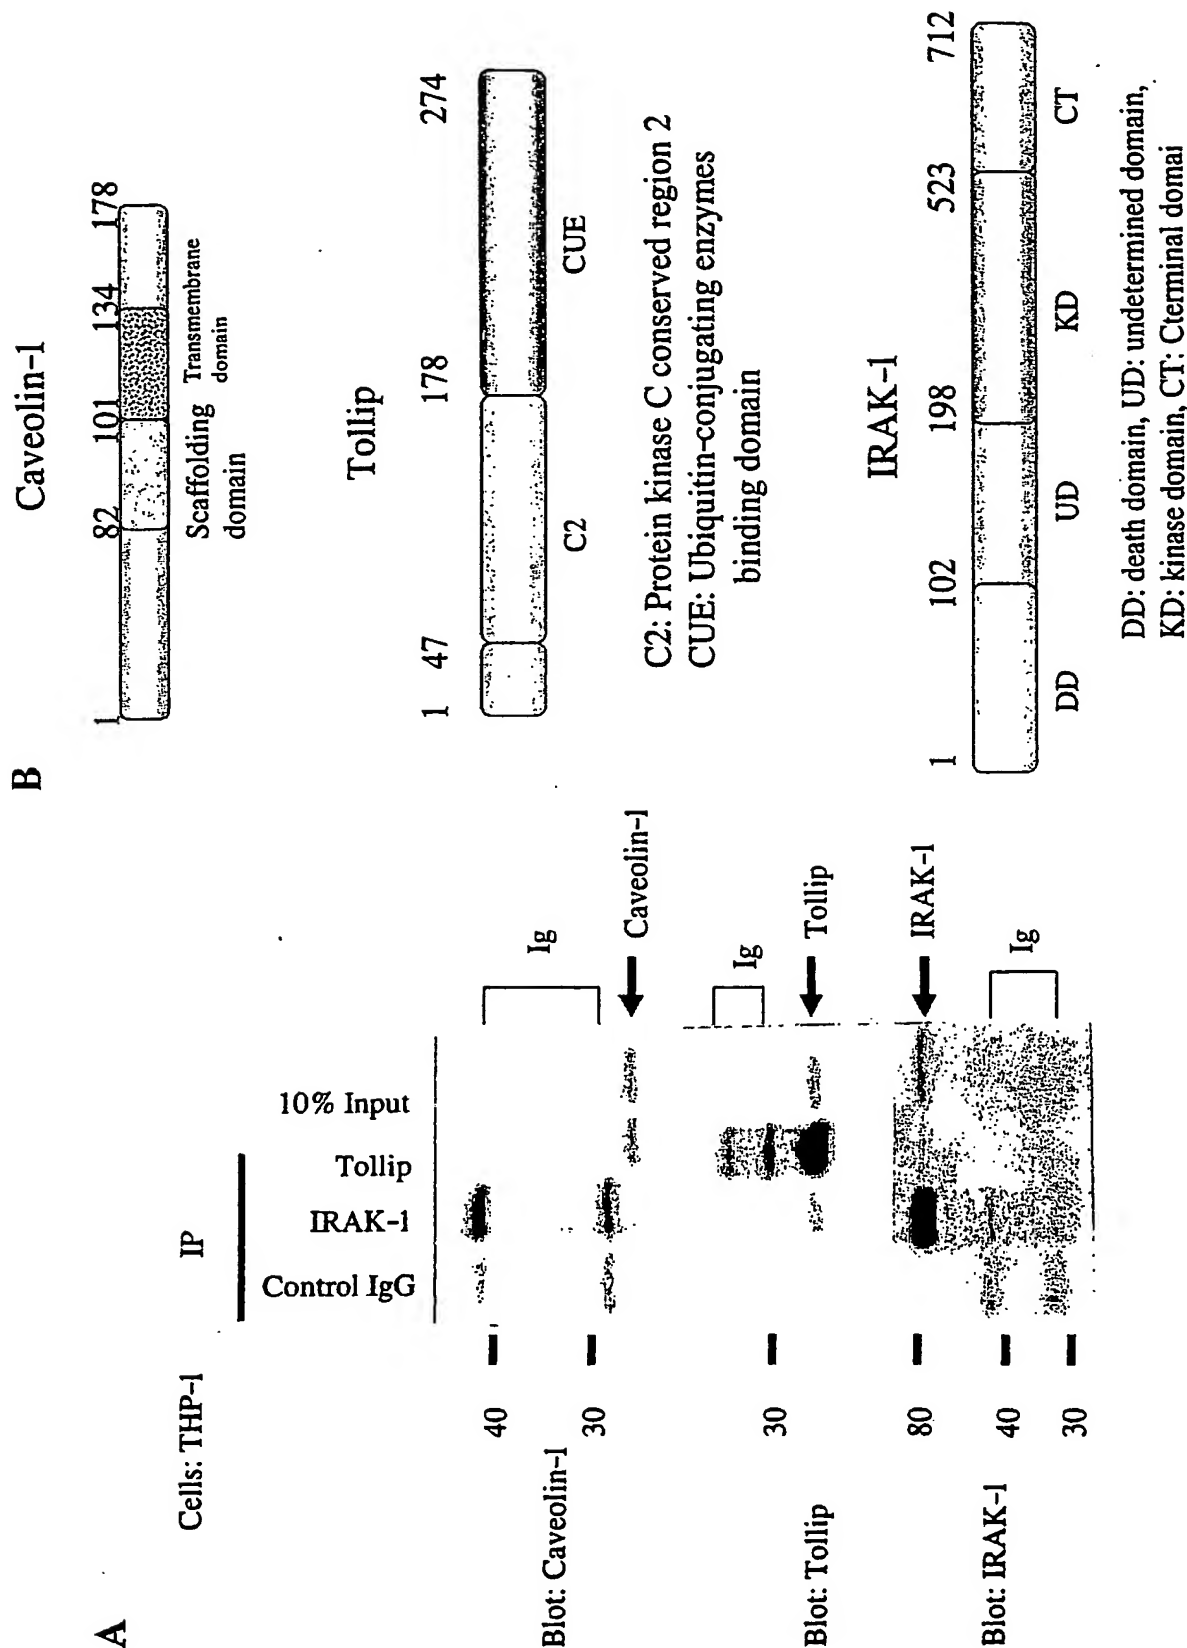 A
Cells: THP-1
IP
Control IgG
IRAK-1
Tollip
10% Input
Blot: Caveolin-1
40
30
Ig
Caveolin-1
Blot: Tollip
30
Ig
Tollip
Blot: IRAK-1
80
40
30
IRAK-1
Ig
B
Caveolin-1
1 82 101 134 178
Scaffolding domain
Transmembrane domain
Tollip
1 47 178 274
C2 CUE
C2: Protein kinase C conserved region 2
CUE: Ubiquitin-conjugating enzymes
binding domain
IRAK-1
1 102 198 523 712
DD UD KD CT
DD: death domain, UD: undetermined domain,
KD: kinase domain, CT: Cterminal domai